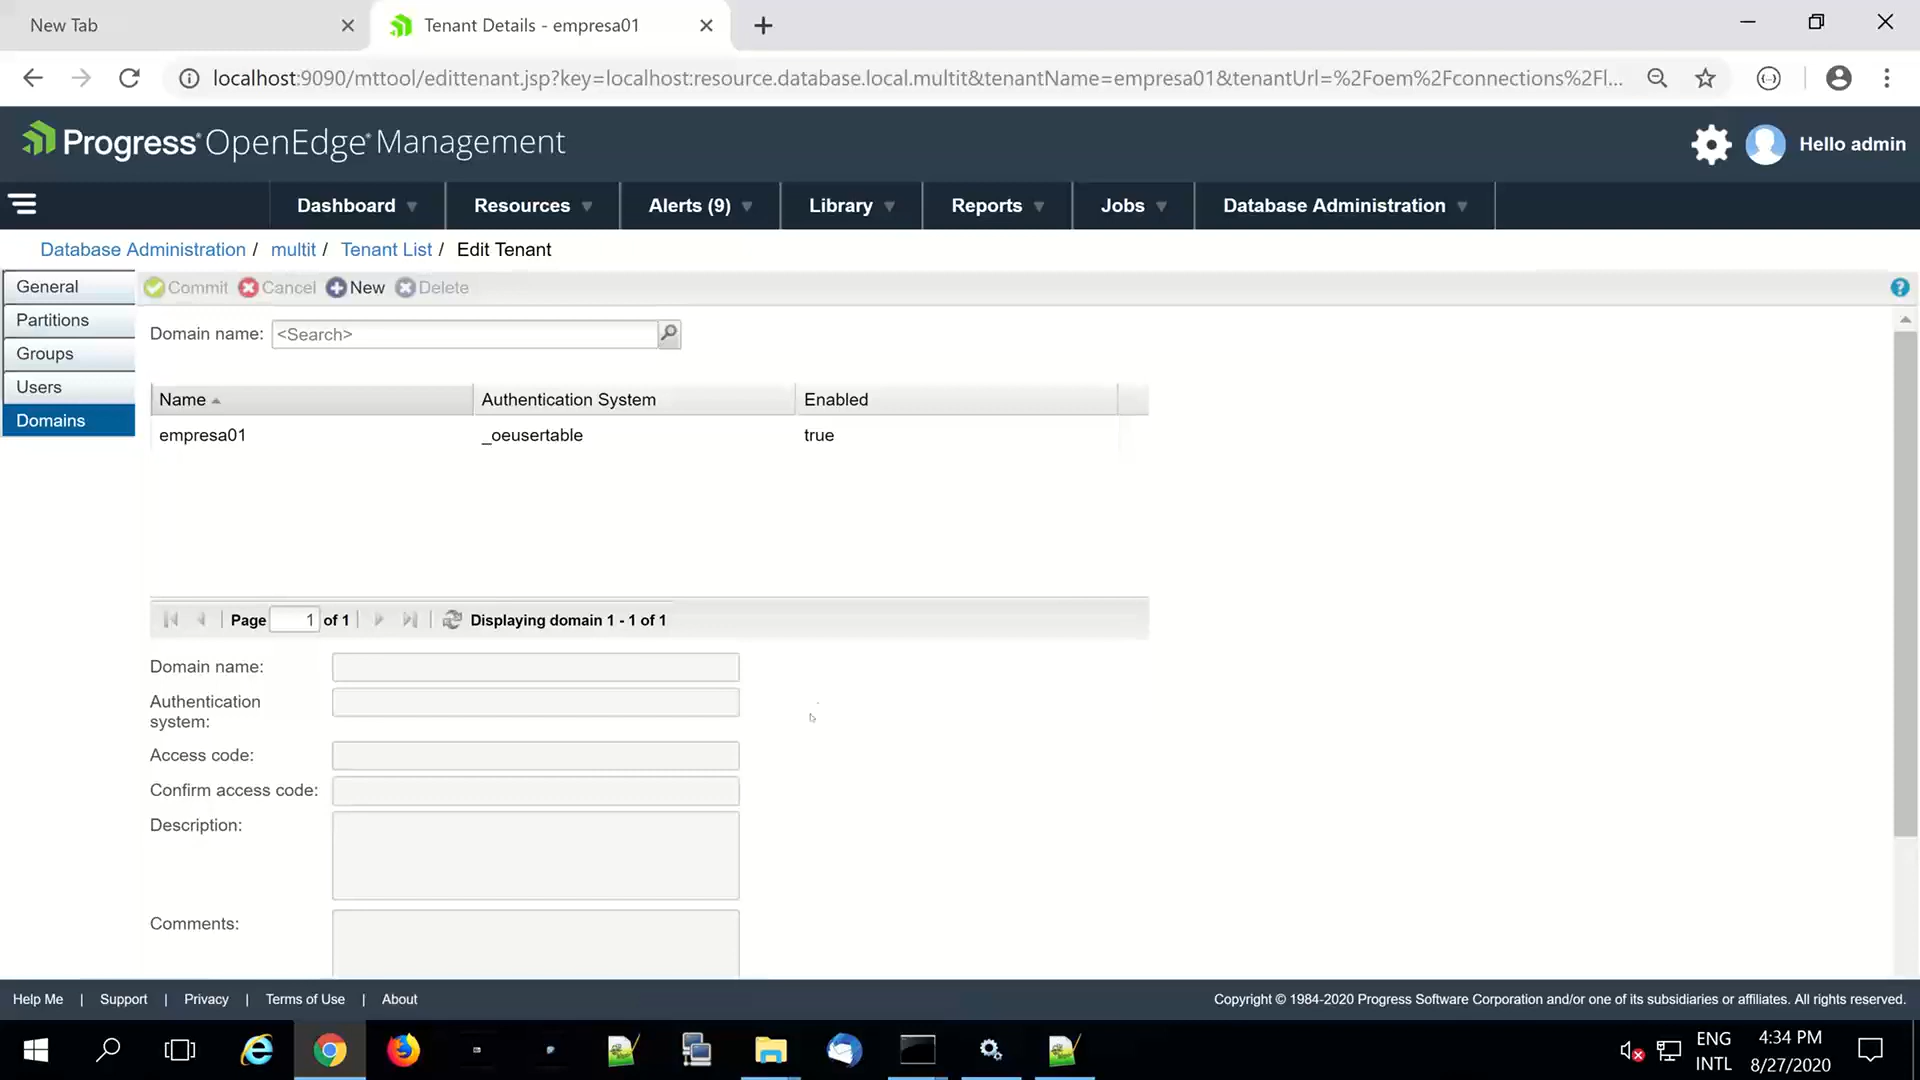 New Tab
Tenant Details - empresa01
localhost:9090/mttool/edittenant.jsp?key=localhost:resource.database.local.multit&tenantName=empresa01&tenantUrl=%2Foem%2Fconnections%2Fl...
Progress OpenEdge Management
Hello admin
Dashboard
Resources
Alerts (9)
Library
Reports
Jobs
Database Administration
Database Administration / multit / Tenant List / Edit Tenant
General
Partitions
Groups
Users
Domains
Commit Cancel New Delete
Domain name: <Search>
Name Authentication System Enabled
empresa01 _oeusertable true
Page 1 of 1 Displaying domain 1 - 1 of 1
Domain name:
Authentication
system:
Access code:
Confirm access code:
Description:
Comments:
Help Me | Support | Privacy | Terms of Use | About
Copyright © 1984-2020 Progress Software Corporation and/or one of its subsidiaries or affiliates. All rights reserved.
ENG
INTL
4:34 PM
8/27/2020